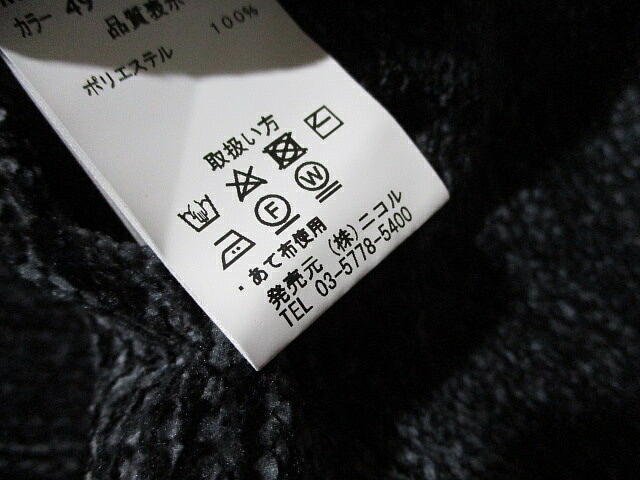 カラー 49
品質表示
ポリエステル 100%
取扱い方
F W
・あて布使用
発売元 (株)ニコル
TEL 03-5778-5400